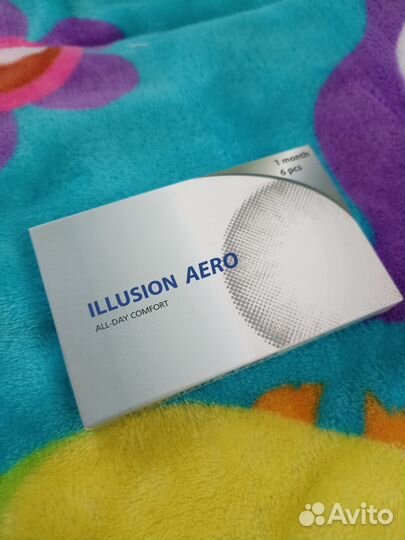 1 month
6 pcs
ILLUSION AERO
ALL-DAY COMFORT
Avito